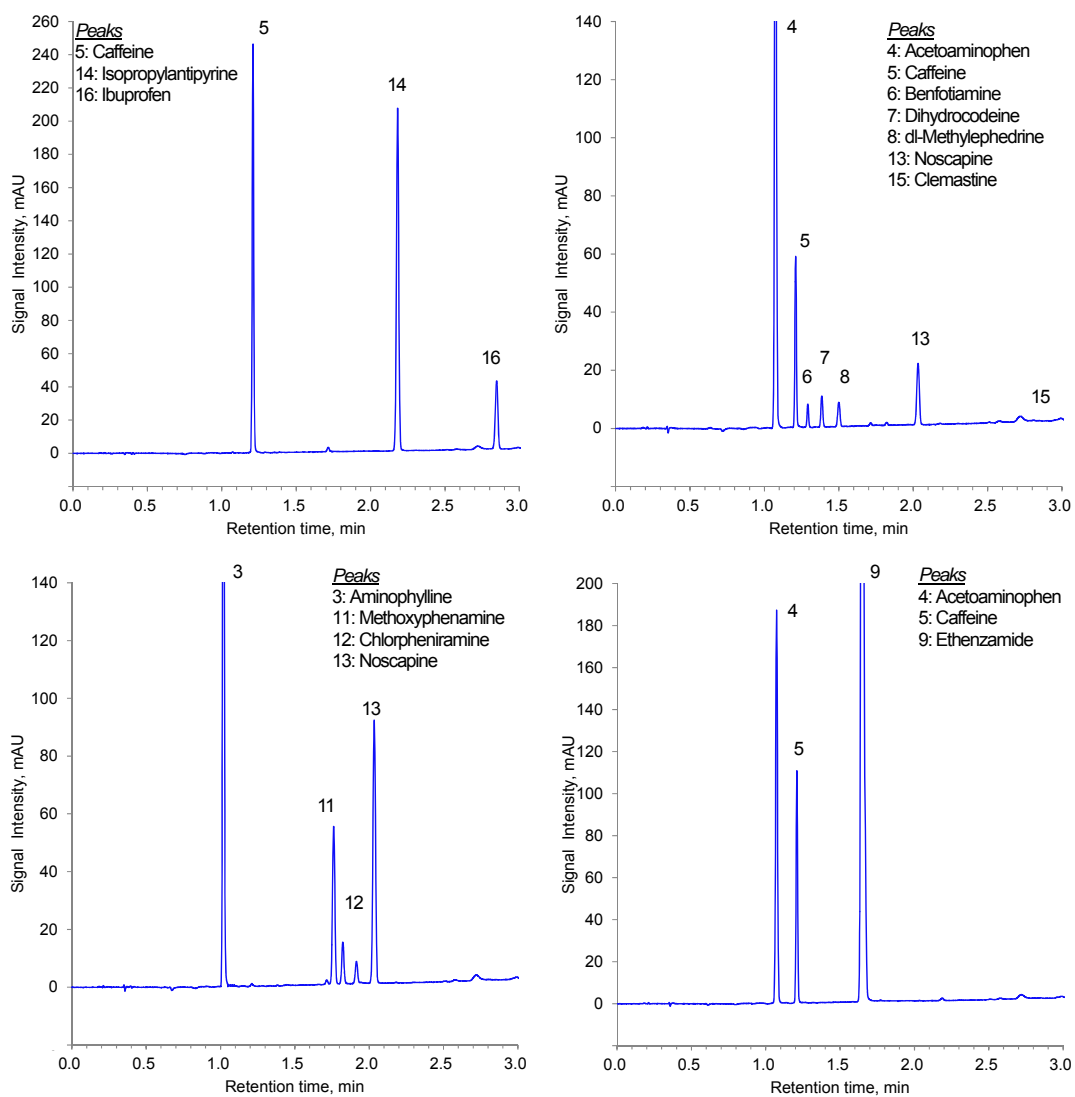 260
240
220
200
180
160
140
120
100
80
60
40
20
0
Signal Intensity, mAU
Peaks
5: Caffeine
14: Isopropylantipyrine
16: Ibuprofen
5
14
16
0.0 0.5 1.0 1.5 2.0 2.5 3.0
Retention time, min
140
120
100
80
60
40
20
0
Signal Intensity, mAU
Peaks
4: Acetoaminophen
5: Caffeine
6: Benfotiamine
7: Dihydrocodeine
8: dl-Methylephedrine
13: Noscapine
15: Clemastine
4
5
6
7
8
13
15
0.0 0.5 1.0 1.5 2.0 2.5 3.0
Retention time, min
140
120
100
80
60
40
20
0
Signal Intensity, mAU
Peaks
3: Aminophylline
11: Methoxyphenamine
12: Chlorpheniramine
13: Noscapine
3
11
12
13
0.0 0.5 1.0 1.5 2.0 2.5 3.0
Retention time, min
200
180
160
140
120
100
80
60
40
20
0
Signal Intensity, mAU
Peaks
4: Acetoaminophen
5: Caffeine
9: Ethenzamide
4
5
9
0.0 0.5 1.0 1.5 2.0 2.5 3.0
Retention time, min